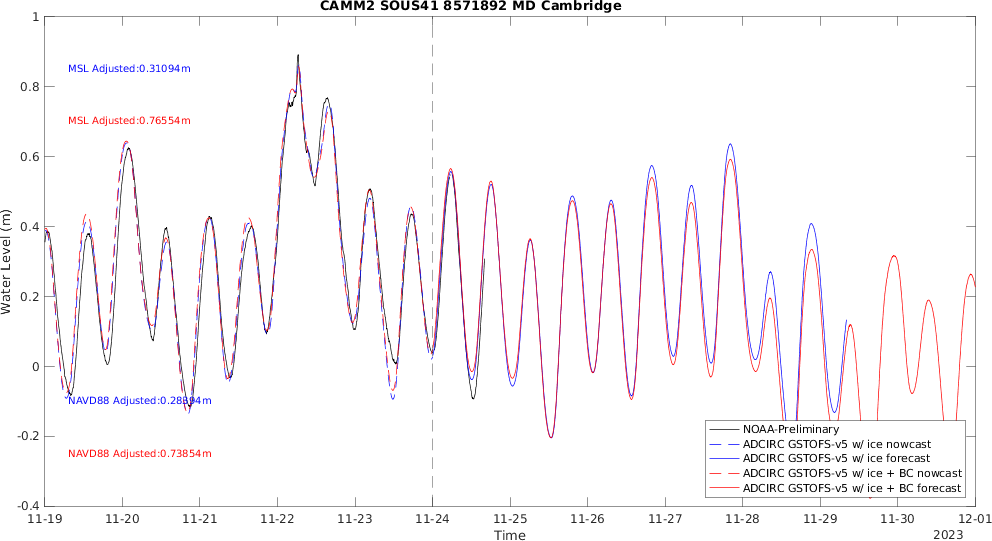 CAMM2 SOUS41 8571892 MD Cambridge
1
0.8
0.6
0.4
0.2
0
-0.2
-0.4
Water Level (m)
MSL Adjusted:0.31094m
MSL Adjusted:0.76554m
NAVD88 Adjusted:0.28394m
NAVD88 Adjusted:0.73854m
NOAA-Preliminary
ADCIRC GSTOFS-v5 w/ ice nowcast
ADCIRC GSTOFS-v5 w/ ice forecast
ADCIRC GSTOFS-v5 w/ ice + BC nowcast
ADCIRC GSTOFS-v5 w/ ice + BC forecast
11-19 11-20 11-21 11-22 11-23 11-24 11-25 11-26 11-27 11-28 11-29 11-30 12-01
Time
2023